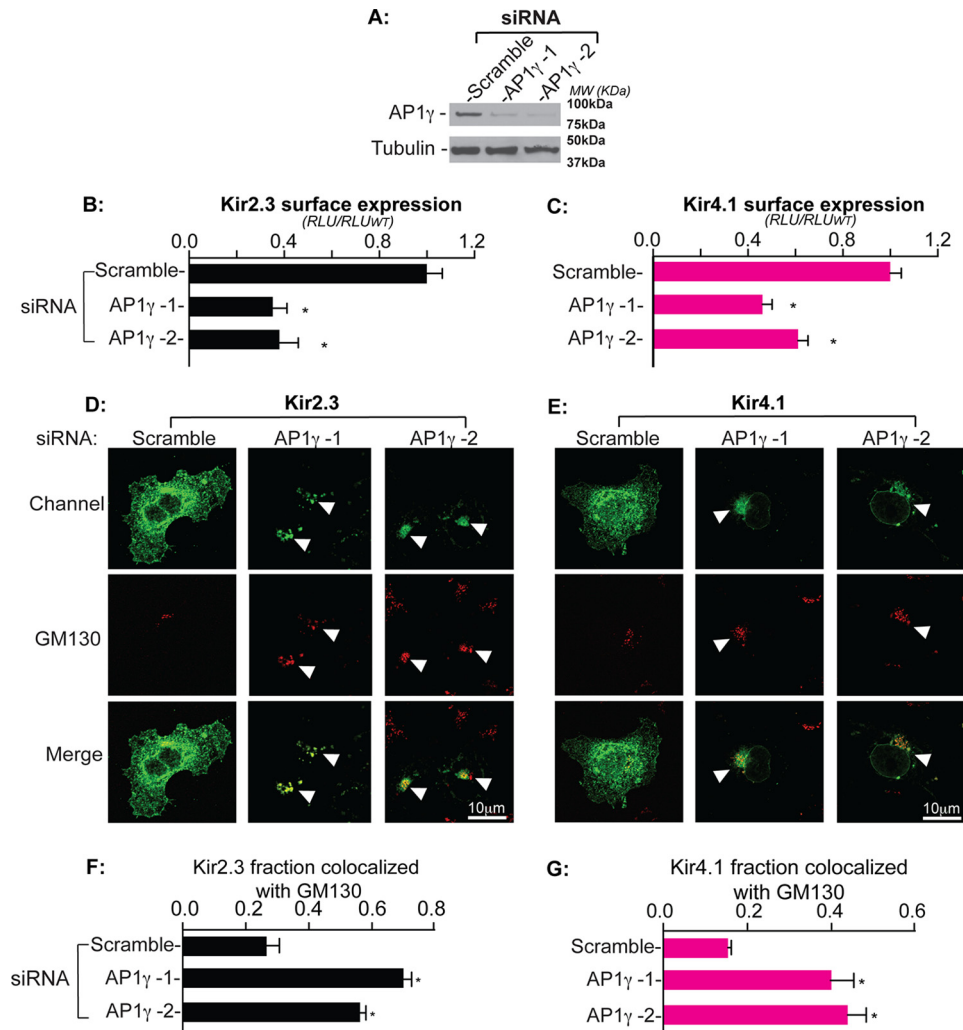 A:
siRNA
-Scramble
-AP1γ -1
-AP1γ -2
MW (KDa)
AP1γ -
100kDa
75kDa
Tubulin -
50kDa
37kDa
B:
Kir2.3 surface expression
(RLU/RLUWT)
0.0 0.4 0.8 1.2
siRNA
Scramble-
AP1γ -1-
*
AP1γ -2-
*
C:
Kir4.1 surface expression
(RLU/RLUWT)
0.0 0.4 0.8 1.2
Scramble-
AP1γ -1-
*
AP1γ -2-
*
D:
Kir2.3
siRNA: Scramble AP1γ -1 AP1γ -2
Channel
GM130
Merge
10μm
E:
Kir4.1
Scramble AP1γ -1 AP1γ -2
10μm
F:
Kir2.3 fraction colocalized
with GM130
0.0 0.2 0.4 0.6 0.8
siRNA
Scramble-
AP1γ -1-
*
AP1γ -2-
*
G:
Kir4.1 fraction colocalized
with GM130
0.0 0.2 0.4 0.6
Scramble-
AP1γ -1-
*
AP1γ -2-
*